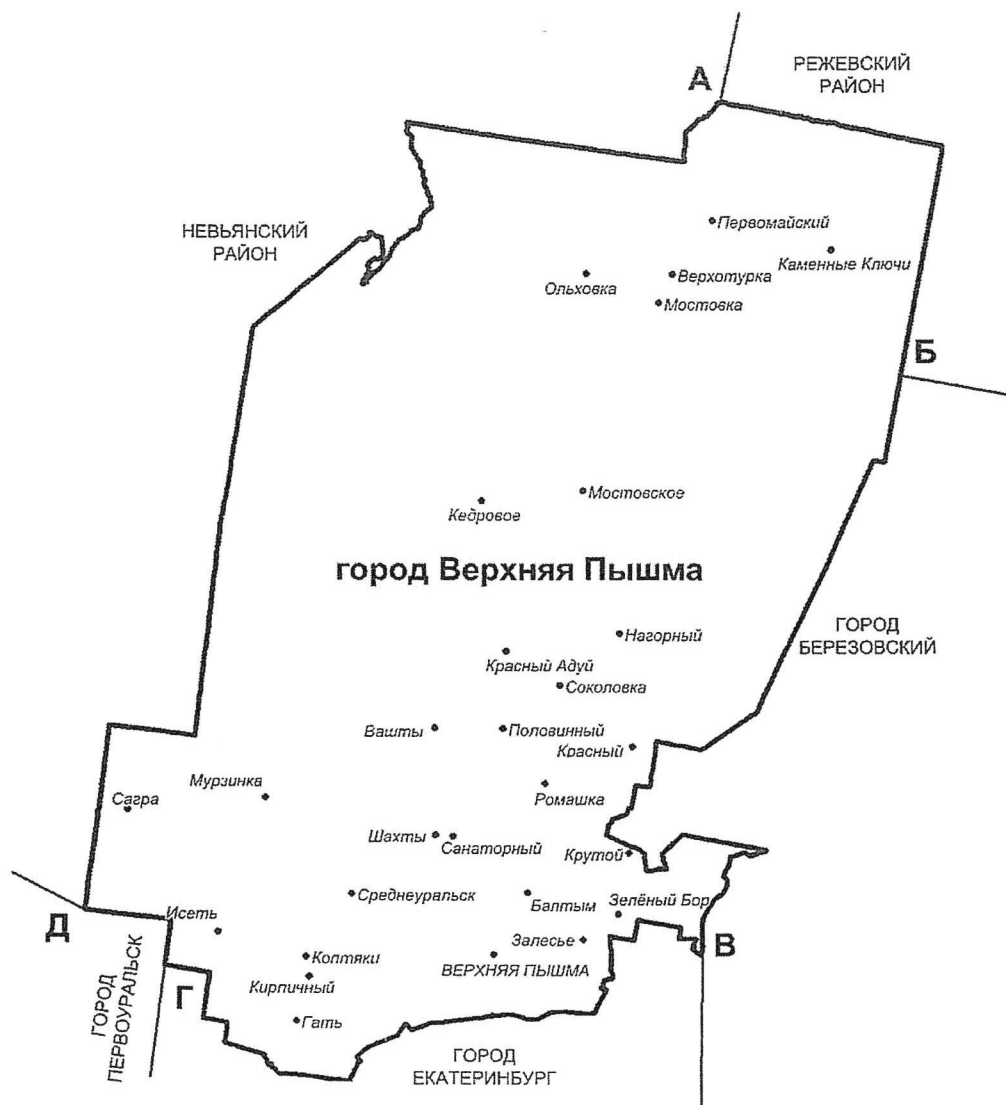 А
РЕЖЕВСКИЙ
РАЙОН
НЕВЬЯНСКИЙ
РАЙОН
Первомайский
Каменные Ключи
Ольховка
Верхотурка
Мостовка
Б
Мостовское
Кедровое
город Верхняя Пышма
Нагорный
ГОРОД
БЕРЕЗОВСКИЙ
Красный Адуй
Соколовка
Вашты
Половинный
Красный
Мурзинка
Сагра
Ромашка
Шахты
Санаторный
Крутой
Среднеуральск
Балтым
Зелёный Бор
Д
Исеть
Залесье
В
Коптяки
ВЕРХНЯЯ ПЫШМА
Кирпичный
Г
ГОРОД
ПЕРВОУРАЛЬСК
Гать
ГОРОД
ЕКАТЕРИНБУРГ